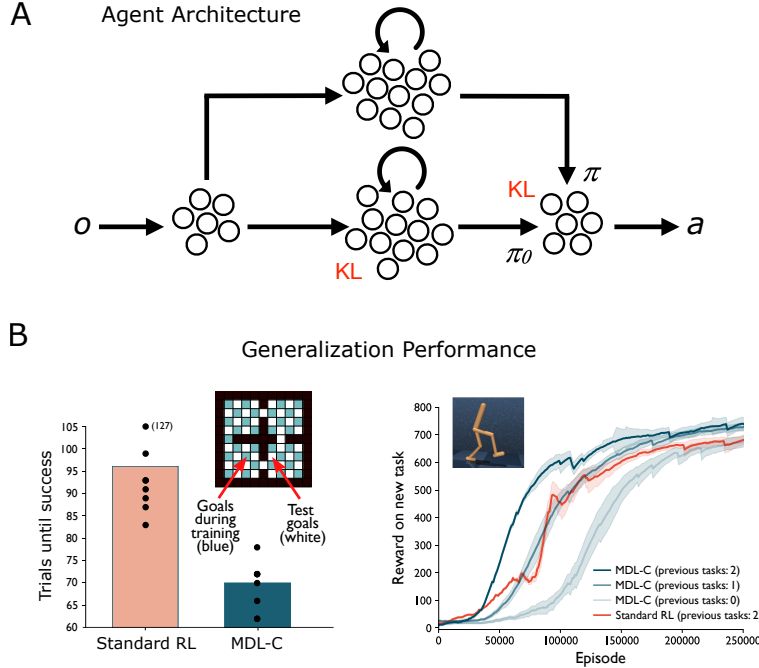 A
Agent Architecture
KL
π
o
a
π0
KL
B
Generalization Performance
Trials until success
105
100
95
90
85
80
75
70
65
60
(127)
Goals
during
training
(blue)
Test
goals
(white)
Standard RL
MDL-C
Reward on new task
800
700
600
500
400
300
200
100
0
MDL-C (previous tasks: 2)
MDL-C (previous tasks: 1)
MDL-C (previous tasks: 0)
Standard RL (previous tasks: 2
0
50000
100000
150000
200000
250000
Episode